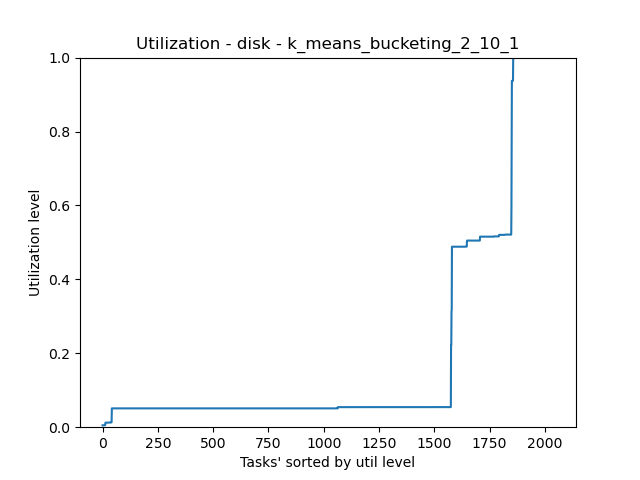 Utilization - disk - k_means_bucketing_2_10_1
1.0
0.8
0.6
0.4
0.2
0.0
Utilization level
0 250 500 750 1000 1250 1500 1750 2000
Tasks' sorted by util level